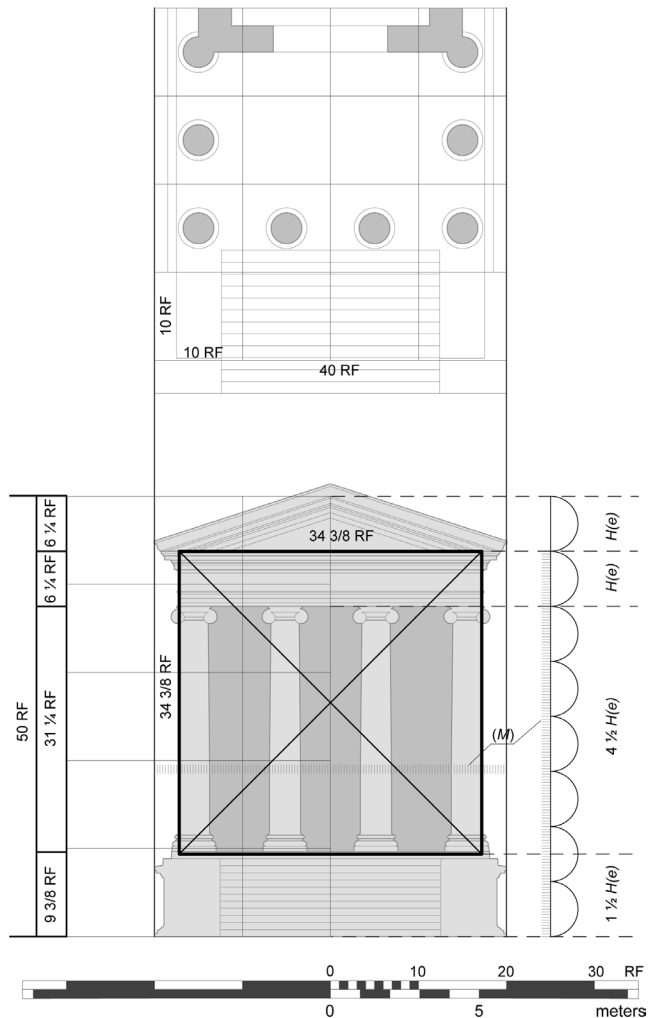 10 RF
10 RF
40 RF
6 ¼ RF
6 ¼ RF
31 ¼ RF
9 3/8 RF
50 RF
34 3/8 RF
34 3/8 RF
H(e)
H(e)
(M)
4 ½ H(e)
1 ½ H(e)
0 10 20 30 RF
0 5 meters